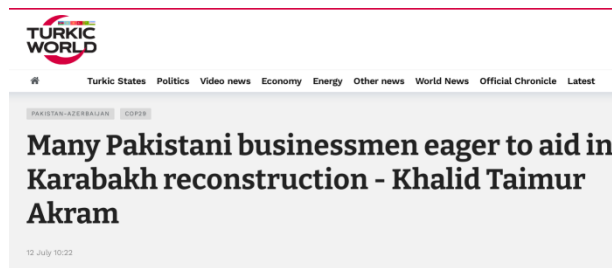 TURKIC
WORLD
Turkic States Politics Video news Economy Energy Other news World News Official Chronicle Latest
PAKISTAN-AZERBAIJAN COP29
Many Pakistani businessmen eager to aid in
Karabakh reconstruction - Khalid Taimur
Akram
12 July 10:22